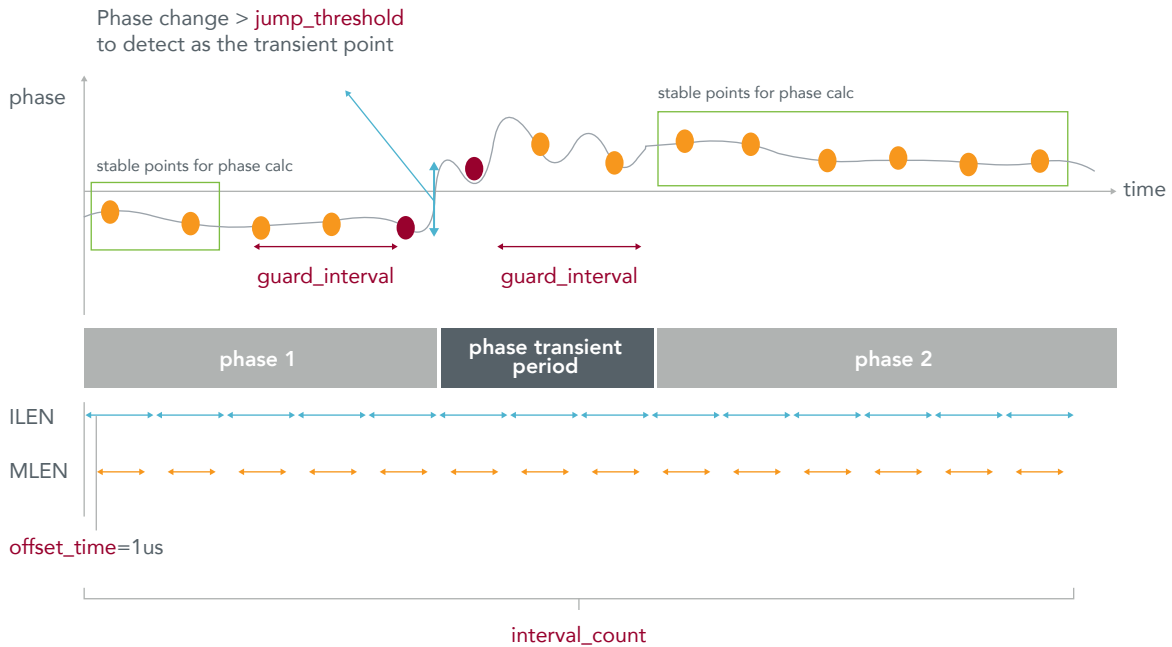 Phase change > jump_threshold
to detect as the transient point
phase
stable points for phase calc
stable points for phase calc
time
guard_interval
guard_interval
phase 1
phase transient
period
phase 2
ILEN
MLEN
offset_time=1us
interval_count